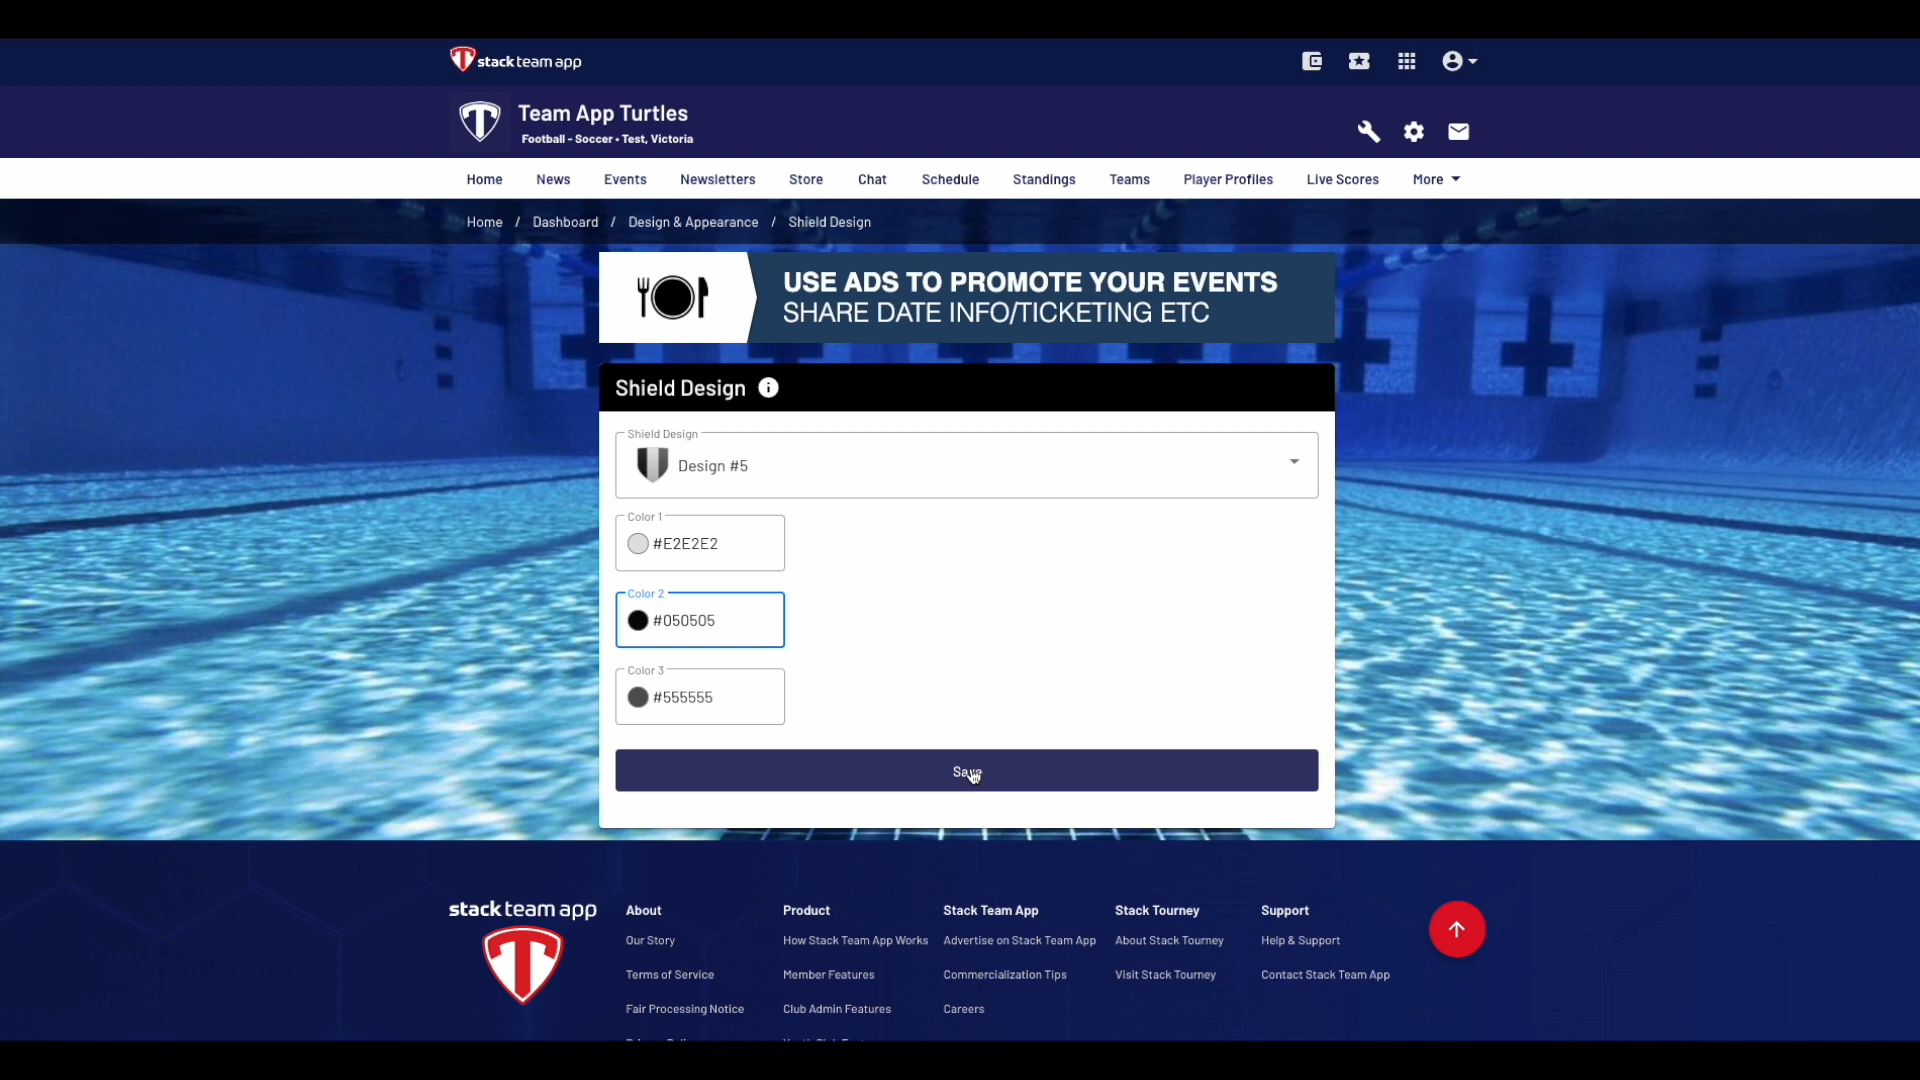 stack team app
Team App Turtles
Football - Soccer • Test, Victoria
Home News Events Newsletters Store Chat Schedule Standings Teams Player Profiles Live Scores More
Home / Dashboard / Design & Appearance / Shield Design
USE ADS TO PROMOTE YOUR EVENTS
SHARE DATE INFO/TICKETING ETC
Shield Design
Shield Design
Design #5
Color 1
#E2E2E2
Color 2
#050505
Color 3
#555555
Save
stack team app
About
Our Story
Terms of Service
Fair Processing Notice
Product
How Stack Team App Works
Member Features
Club Admin Features
Stack Team App
Advertise on Stack Team App
Commercialization Tips
Careers
Stack Tourney
About Stack Tourney
Visit Stack Tourney
Support
Help & Support
Contact Stack Team App